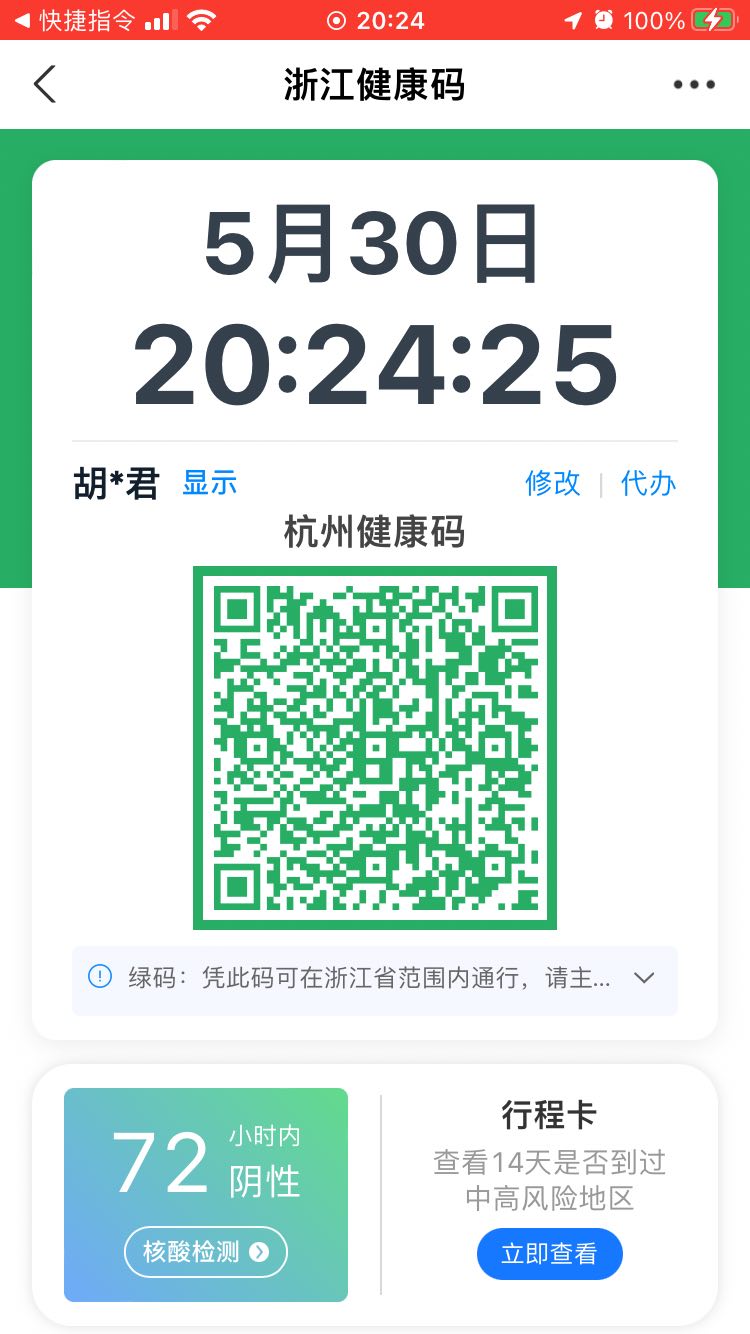 快捷指令 20:24 100%
浙江健康码
5月30日
20:24:25
胡*君 显示 修改 | 代办
杭州健康码
绿码：凭此码可在浙江省范围内通行，请主...
72 小时内
阴性
核酸检测
行程卡
查看14天是否到过
中高风险地区
立即查看